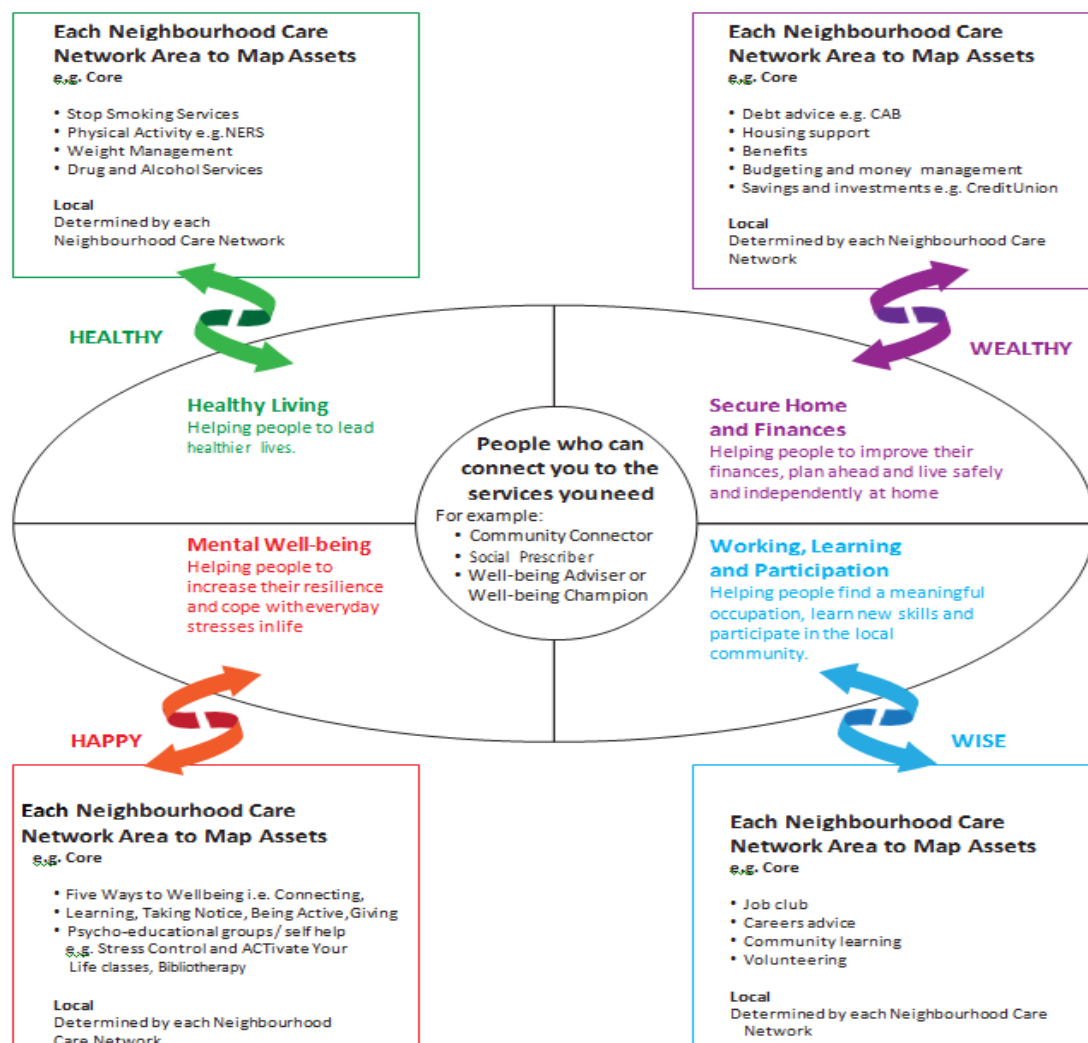 Each Neighbourhood Care
Network Area to Map Assets
e.g. Core
• Stop Smoking Services
• Physical Activity e.g.NERS
• Weight Management
• Drug and Alcohol Services
Local
Determined by each
Neighbourhood Care Network
Each Neighbourhood Care
Network Area to Map Assets
e.g. Core
• Debt advice e.g. CAB
• Housing support
• Benefits
• Budgeting and money management
• Savings and investments e.g. Credit Union
Local
Determined by each Neighbourhood Care
Network
HEALTHY
WEALTHY
Healthy Living
Helping people to lead
healthier lives.
People who can
connect you to the
services you need
For example:
• Community Connector
• Social Prescriber
• Well-being Adviser or
Well-being Champion
Secure Home
and Finances
Helping people to improve their
finances, plan ahead and live safely
and independently at home
Mental Well-being
Helping people to
increase their resilience
and cope with everyday
stresses in life
Working, Learning
and Participation
Helping people find a meaningful
occupation, learn new skills and
participate in the local
community.
HAPPY
WISE
Each Neighbourhood Care
Network Area to Map Assets
e.g. Core
• Five Ways to Wellbeing i.e. Connecting,
• Learning, Taking Notice, Being Active, Giving
• Psycho-educational groups/ self help
e.g. Stress Control and ACTivate Your
Life classes, Bibliotherapy
Local
Determined by each Neighbourhood
Care Network
Each Neighbourhood Care
Network Area to Map Assets
e.g. Core
• Job club
• Careers advice
• Community learning
• Volunteering
Local
Determined by each Neighbourhood Care
Network